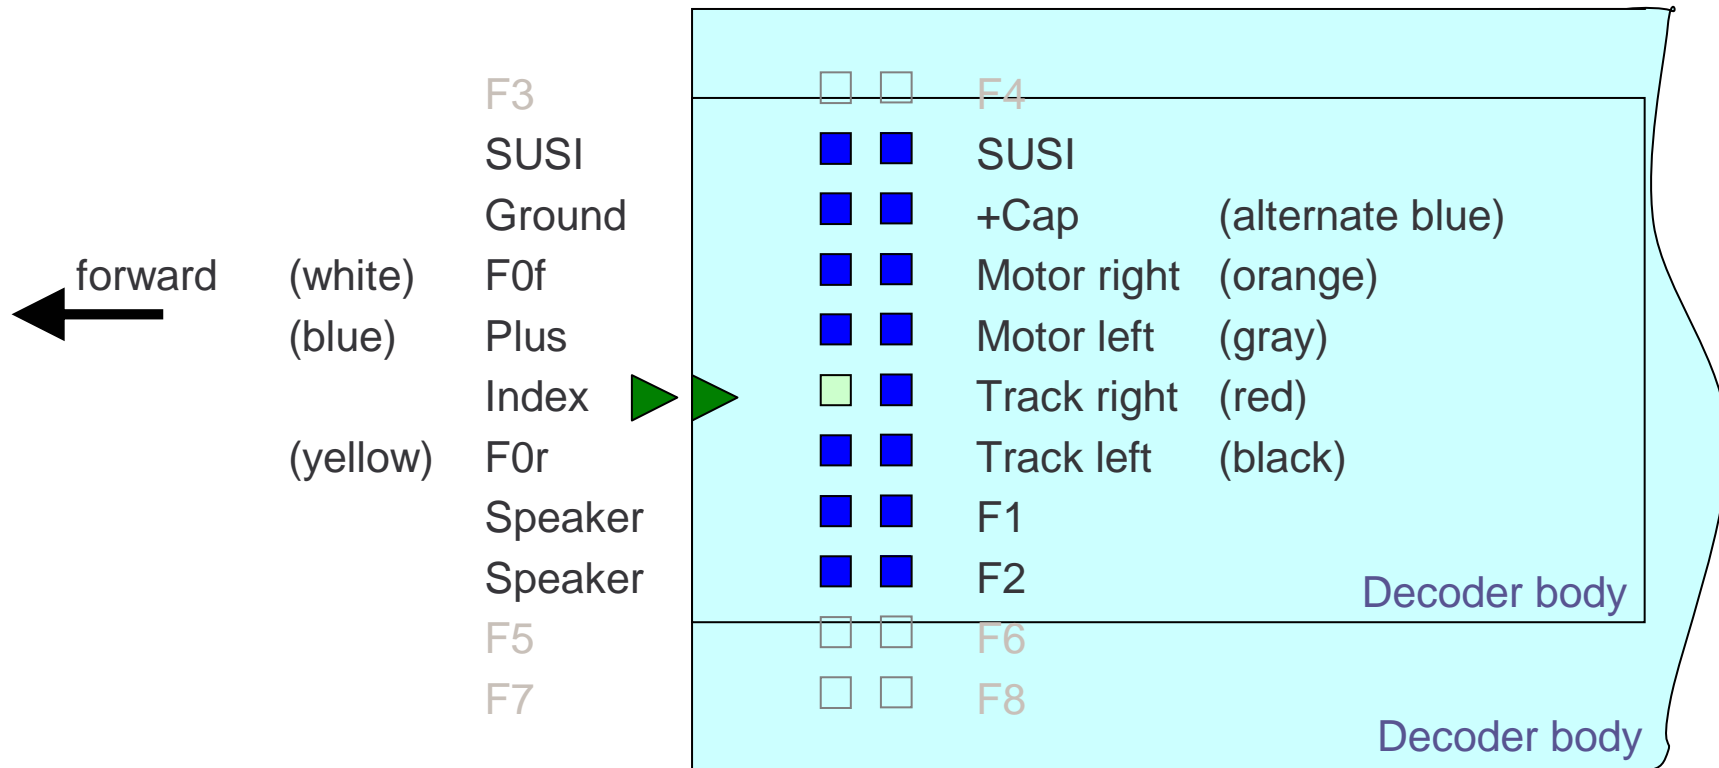 F3 F4
SUSI SUSI
Ground +Cap (alternate blue)
forward (white) F0f Motor right (orange)
(blue) Plus Motor left (gray)
Index Track right (red)
(yellow) F0r Track left (black)
Speaker F1
Speaker F2
Decoder body
F5 F6
F7 F8
Decoder body